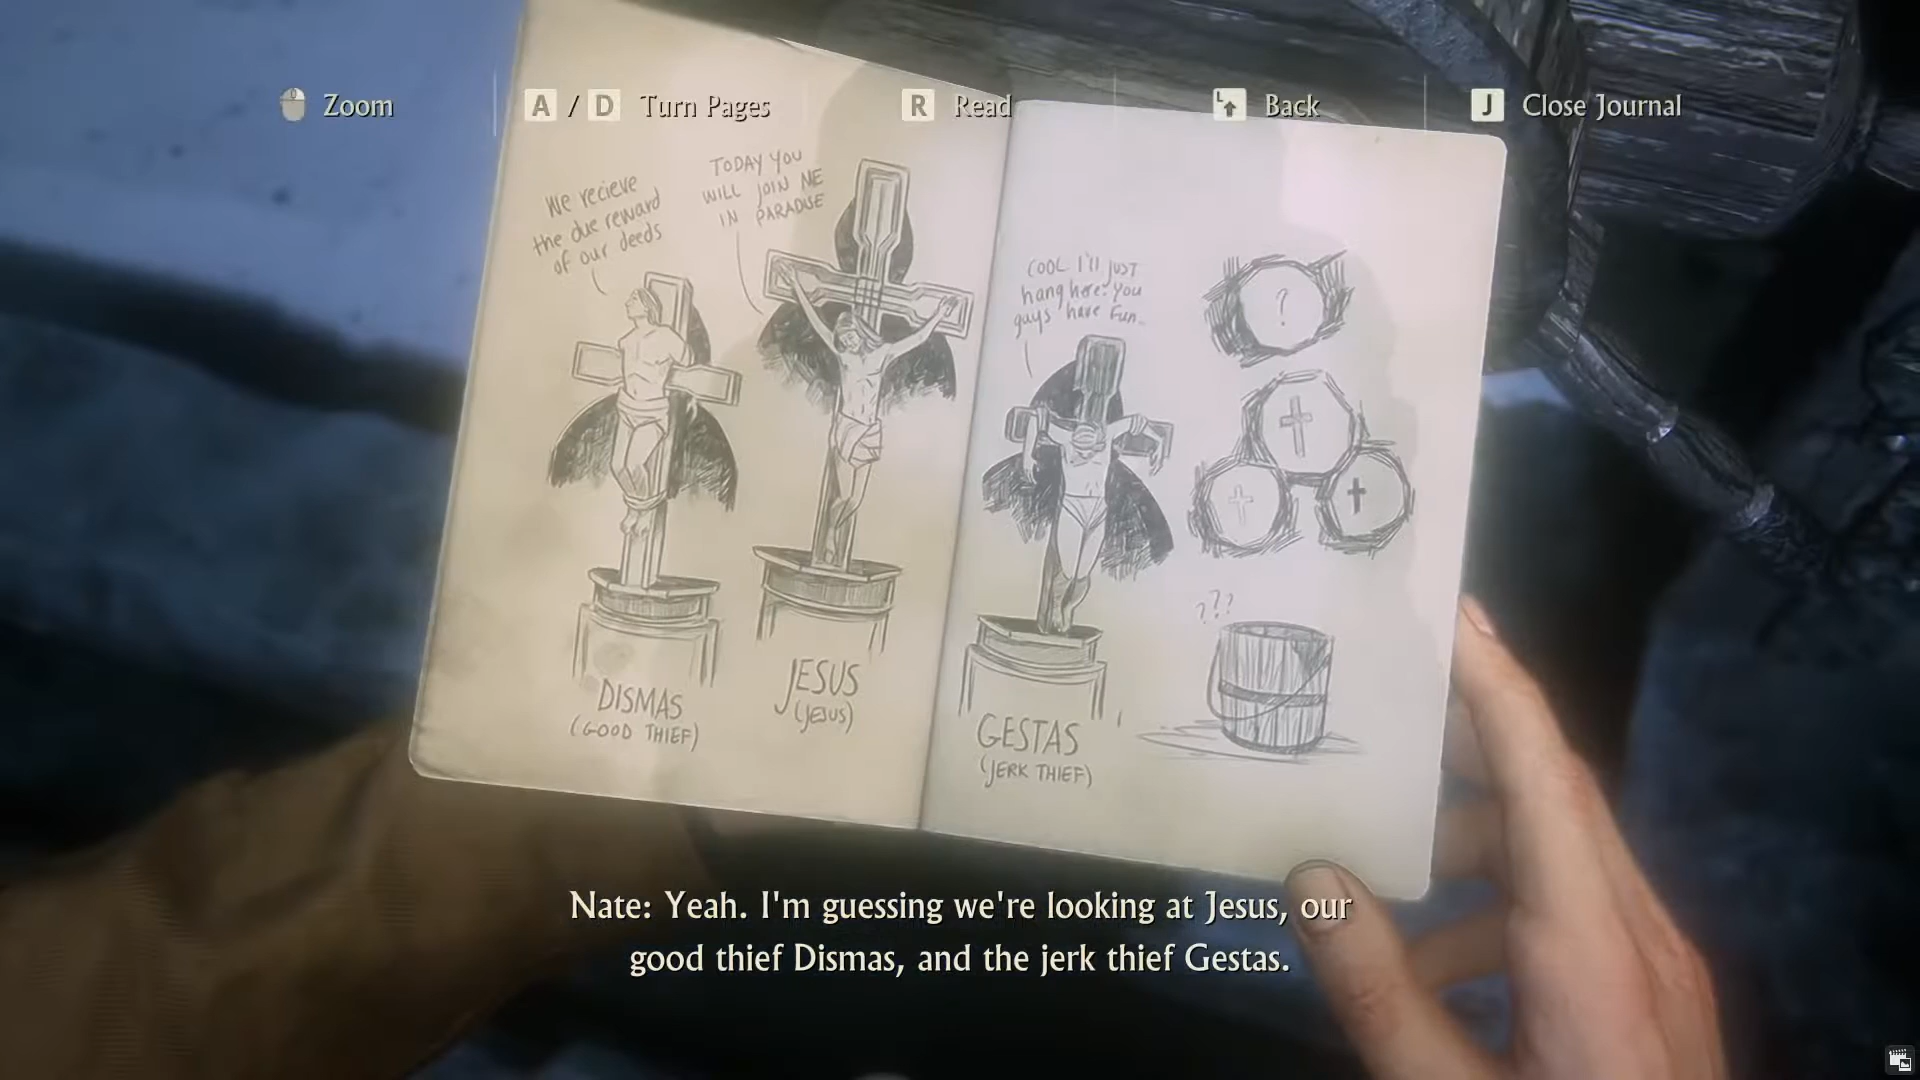 Zoom
A / D Turn Pages
R Read
Back
J Close Journal
We recieve
the due reward
of our deeds
TODAY YOU
WILL JOIN ME
IN PARADISE
COOL I'll JUST
hang here. You
guys have fun.
?
???
DISMAS
(GOOD THIEF)
JESUS
(JESUS)
GESTAS
(JERK THIEF)
Nate: Yeah. I'm guessing we're looking at Jesus, our
good thief Dismas, and the jerk thief Gestas.